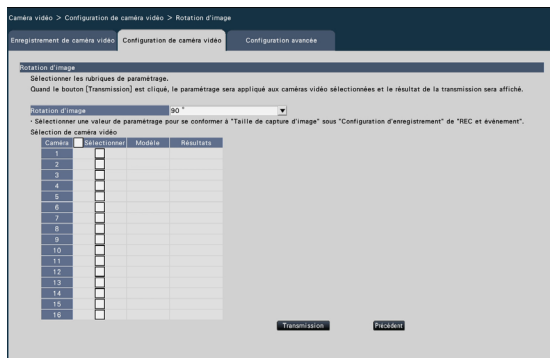 Caméra vidéo > Configuration de caméra vidéo > Rotation d'image
Enregistrement de caméra vidéo Configuration de caméra vidéo Configuration avancée
Rotation d'image
Sélectionner les rubriques de paramétrage.
Quand le bouton [Transmission] est cliqué, le paramétrage sera appliqué aux caméras vidéo sélectionnées et le résultat de la transmission sera affiché.
Rotation d'image 90 °
・Sélectionner une valeur de paramétrage pour se conformer à "Taille de capture d'image" sous "Configuration d'enregistrement" de "REC et événement".
Sélection de caméra vidéo
Caméra Sélectionner Modèle Résultats
1
2
3
4
5
6
7
8
9
10
11
12
13
14
15
16
Transmission Précédent